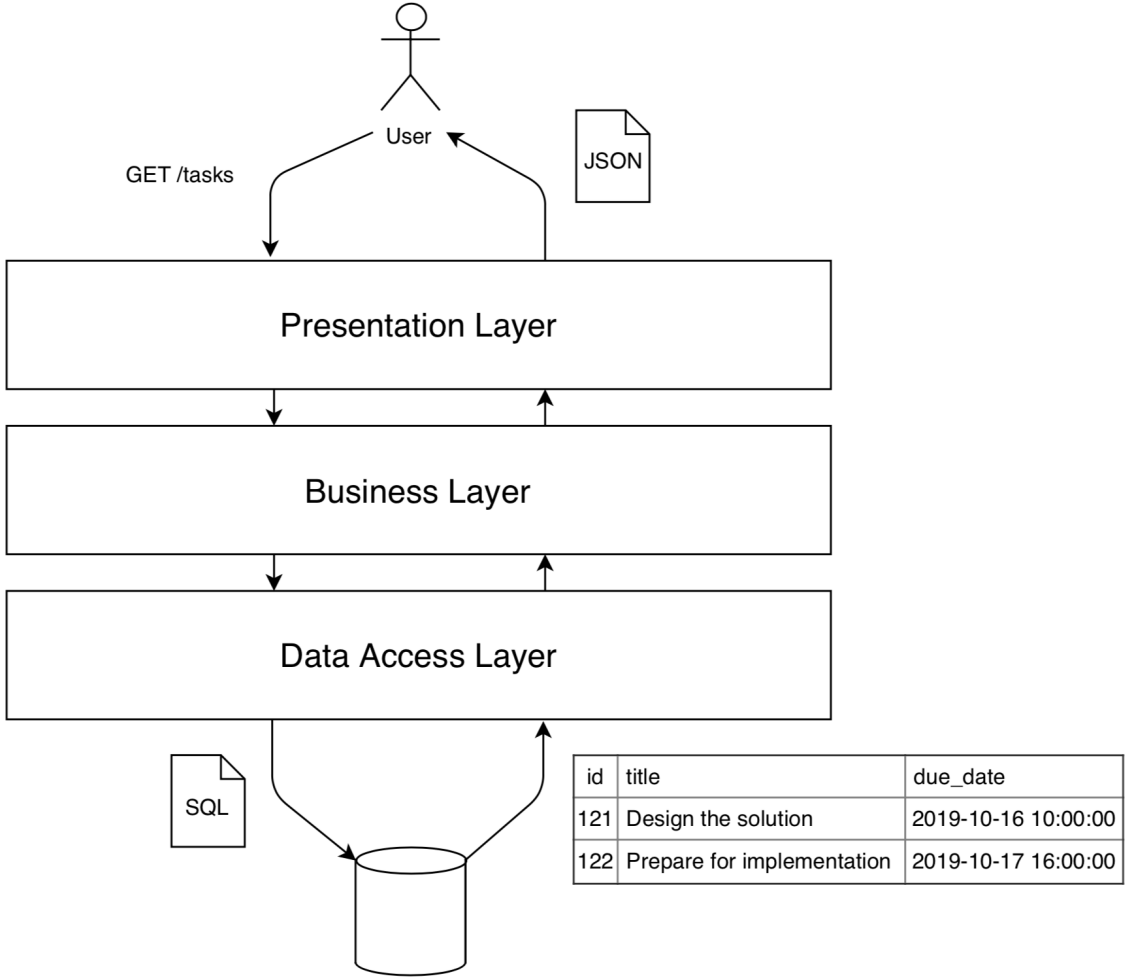 User
GET /tasks
JSON
Presentation Layer
Business Layer
Data Access Layer
SQL
id title due_date
121 Design the solution 2019-10-16 10:00:00
122 Prepare for implementation 2019-10-17 16:00:00